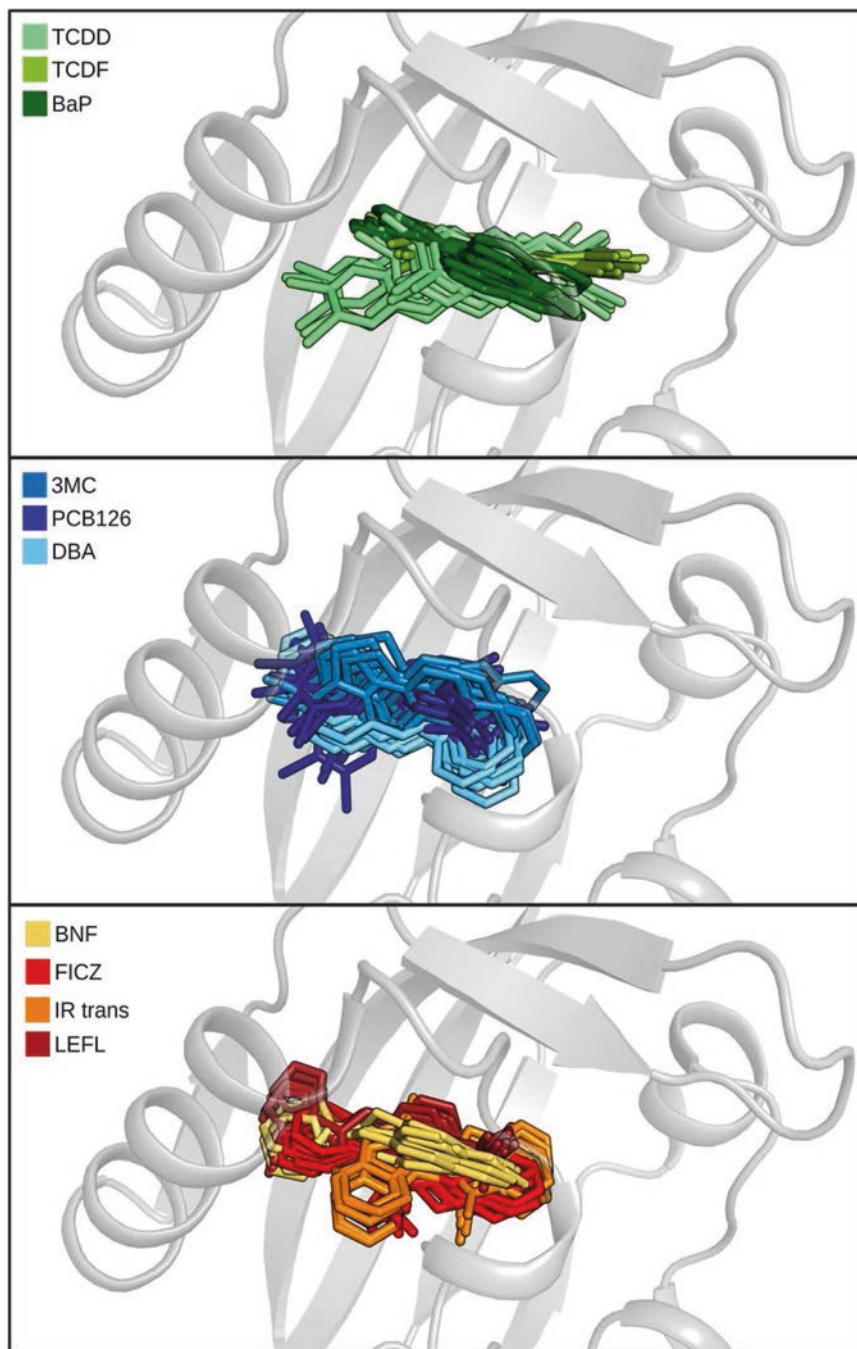 TCDD
TCDF
BaP
3MC
PCB126
DBA
BNF
FICZ
IR trans
LEFL